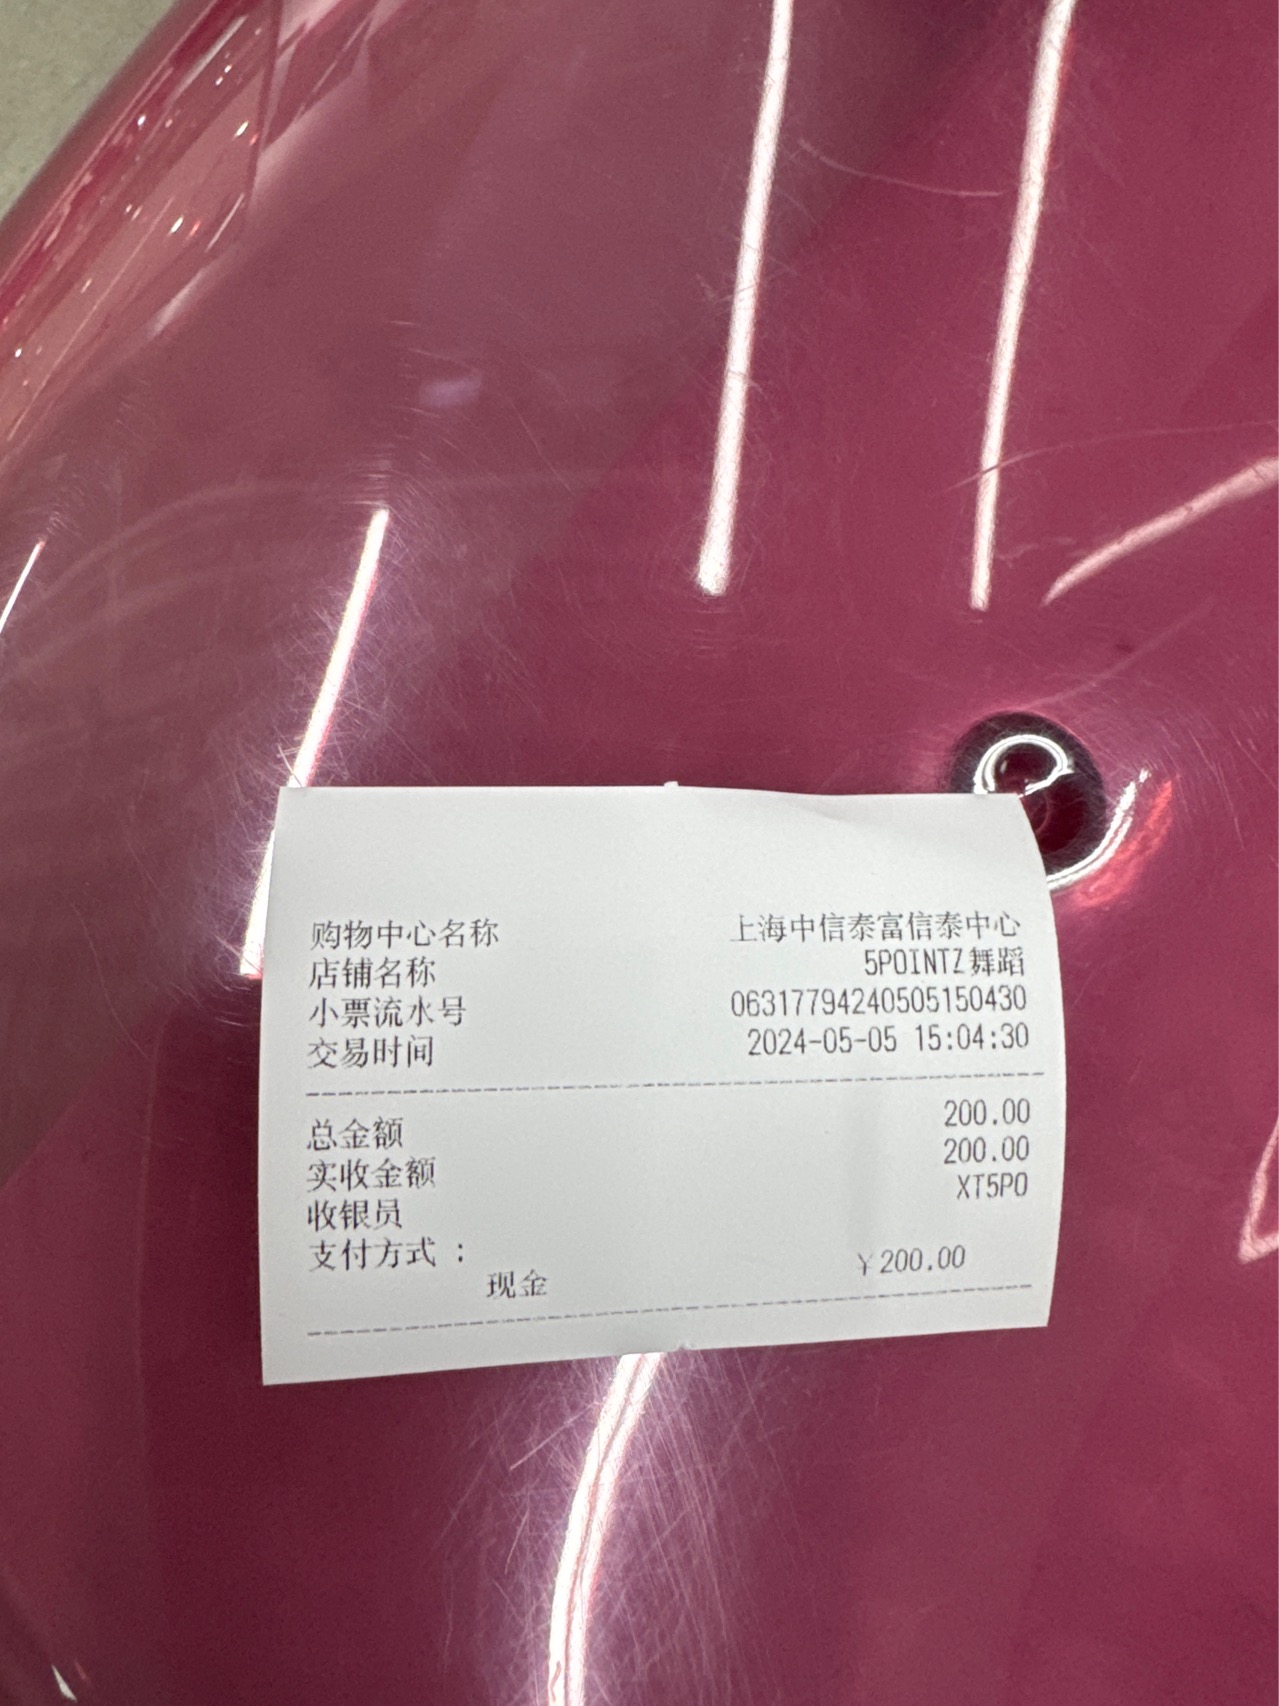 购物中心名称 上海中信泰富信泰中心
店铺名称 5POINTZ舞蹈
小票流水号 06317794240505150430
交易时间 2024-05-05 15:04:30
总金额 200.00
实收金额 200.00
收银员 XT5PO
支付方式：
现金 ￥200.00